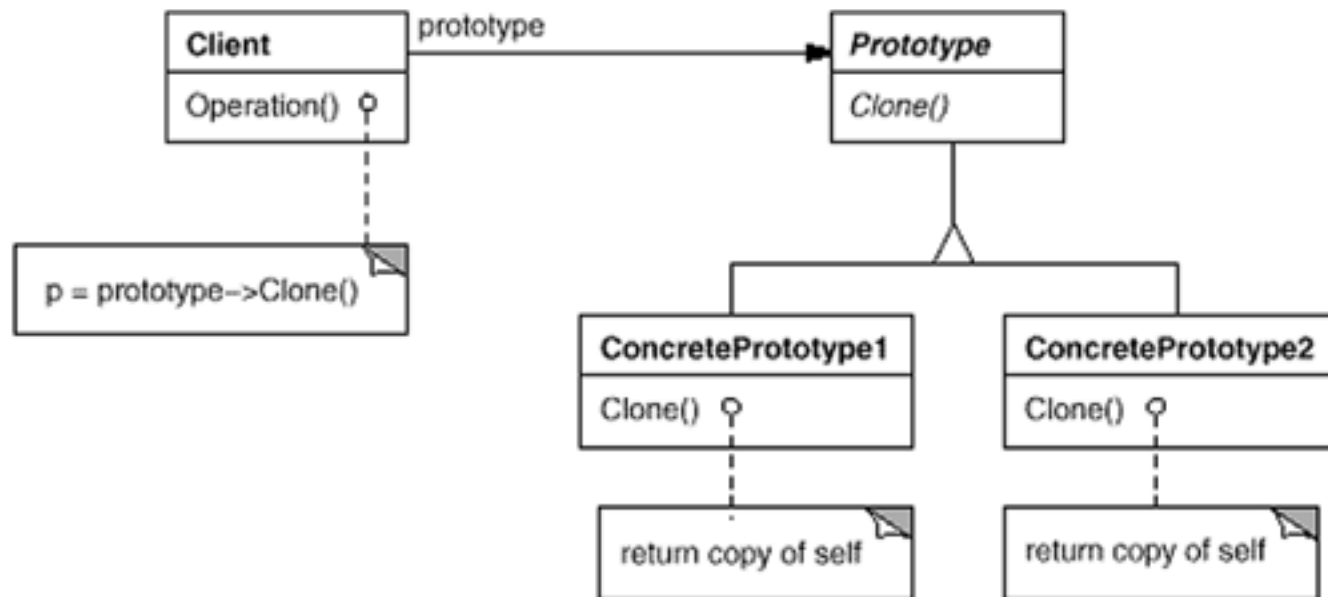 Client
prototype
Prototype
Operation()
Clone()
p = prototype->Clone()
ConcretePrototype1
ConcretePrototype2
Clone()
Clone()
return copy of self
return copy of self